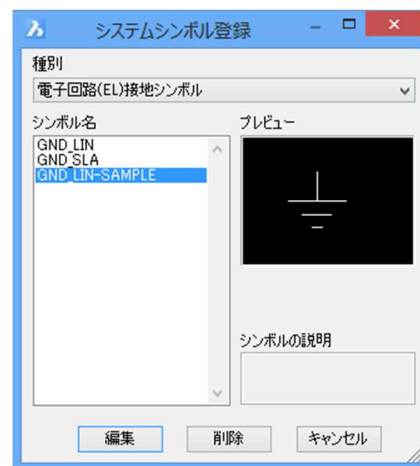 システムシンボル登録
種別
電子回路(EL)接地シンボル
シンボル名
プレビュー
GND_LIN
GND_SLA
GND_LIN-SAMPLE
シンボルの説明
編集
削除
キャンセル